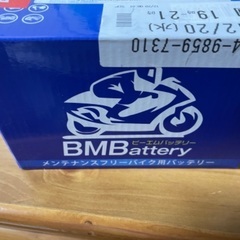 4-9859-7310
12/20(水)
19-21
BMBattery
ビーエムバッテリー
メンテナンスフリーバイク用バッテリー